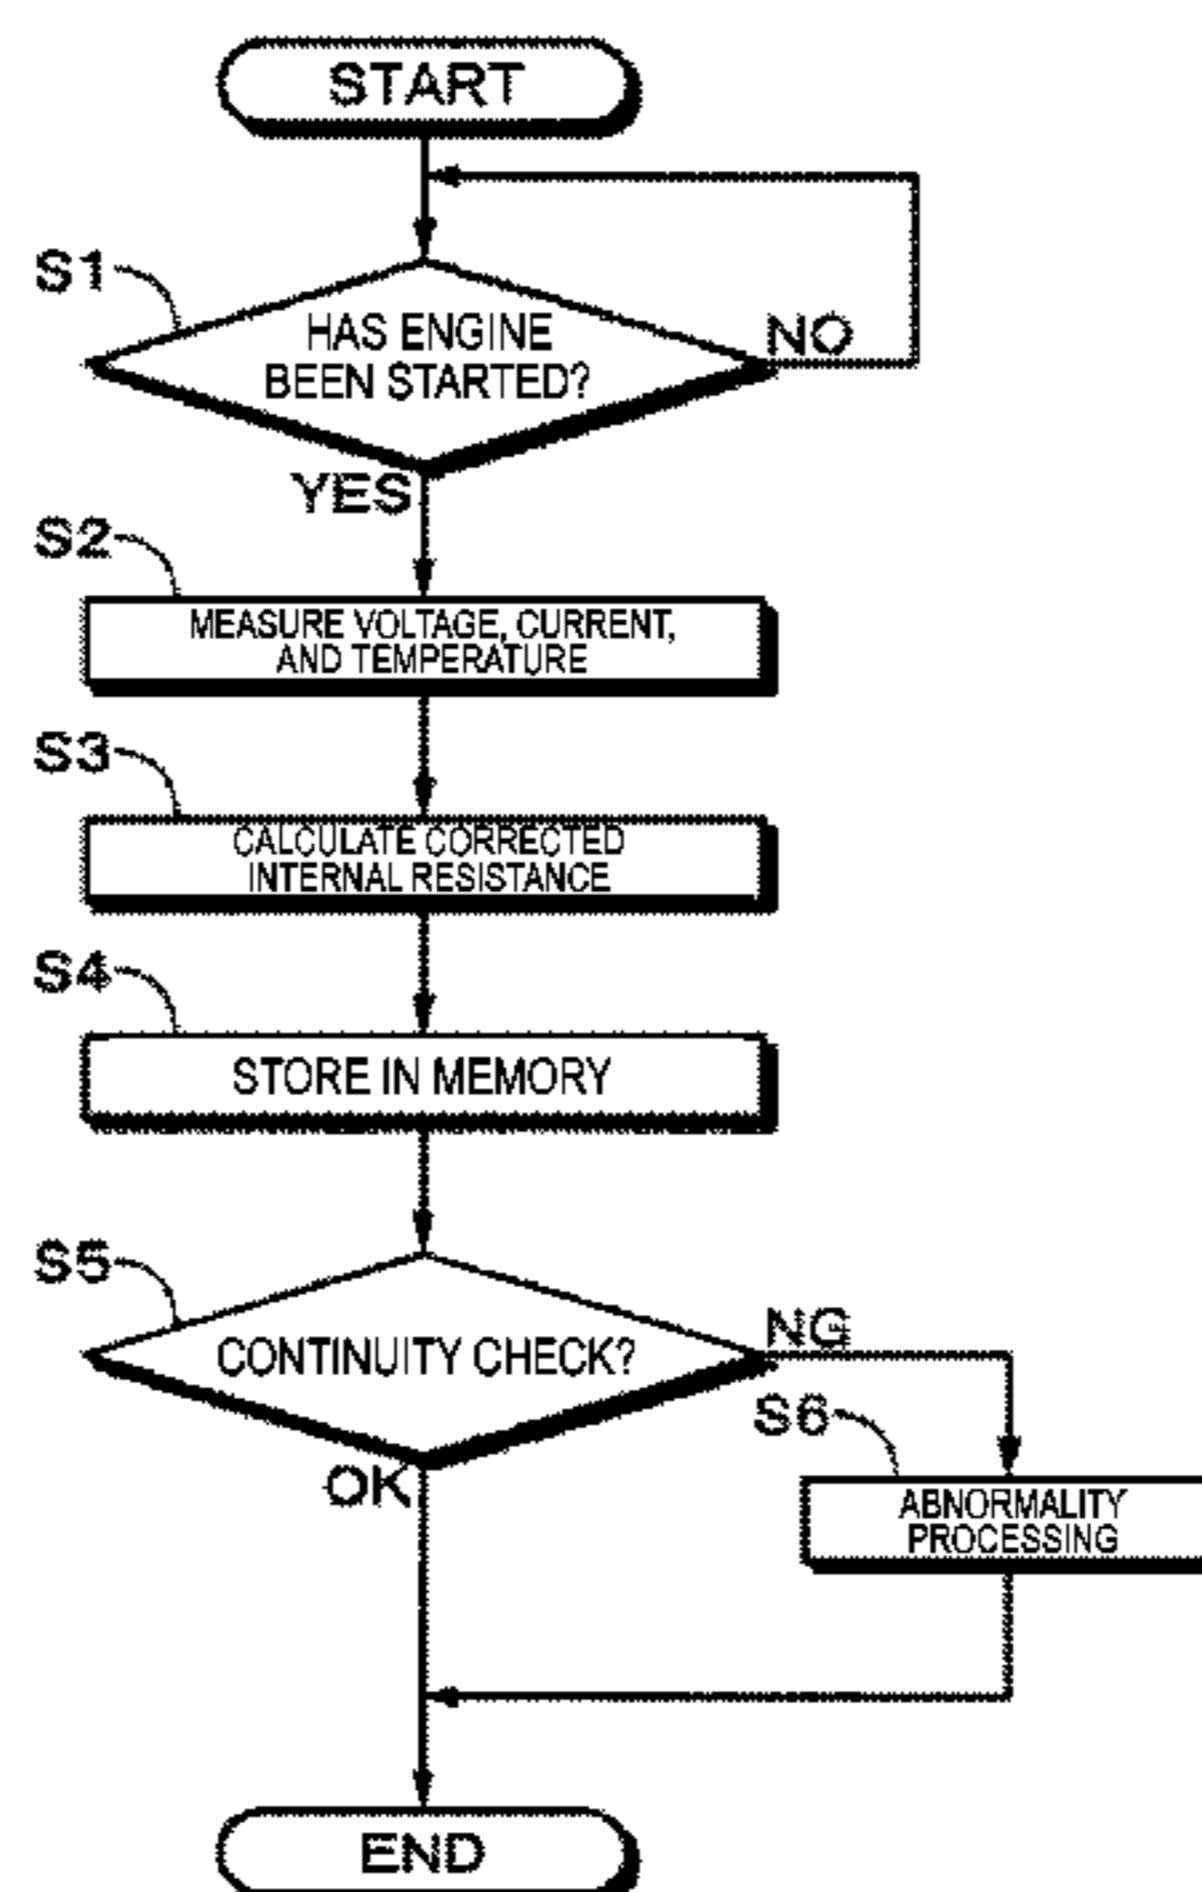 START
S1
HAS ENGINE
BEEN STARTED?
NO
YES
S2
MEASURE VOLTAGE, CURRENT,
AND TEMPERATURE
S3
CALCULATE CORRECTED
INTERNAL RESISTANCE
S4
STORE IN MEMORY
S5
CONTINUITY CHECK?
NG
S6
OK
ABNORMALITY
PROCESSING
END